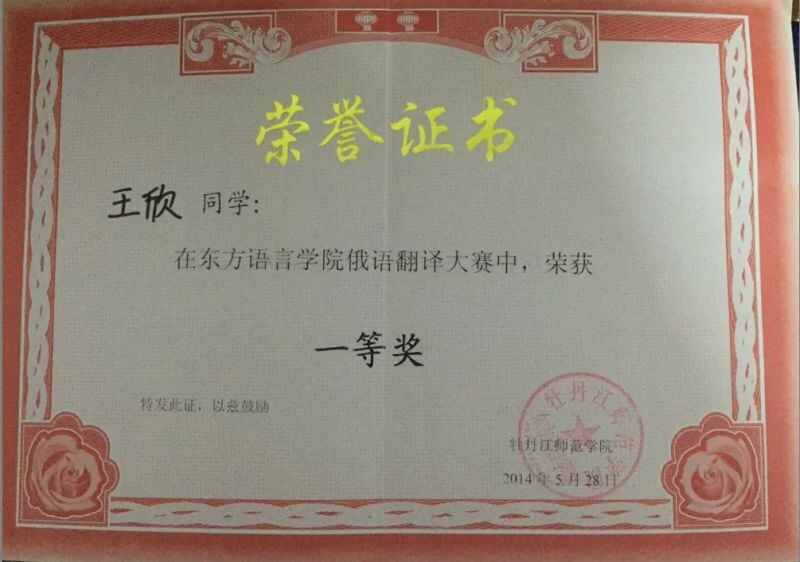 荣誉证书
王欣 同学:
在东方语言学院俄语翻译大赛中，荣获
一等奖
特发此证，以兹鼓励
牡丹江师范学院
2014年5月28日